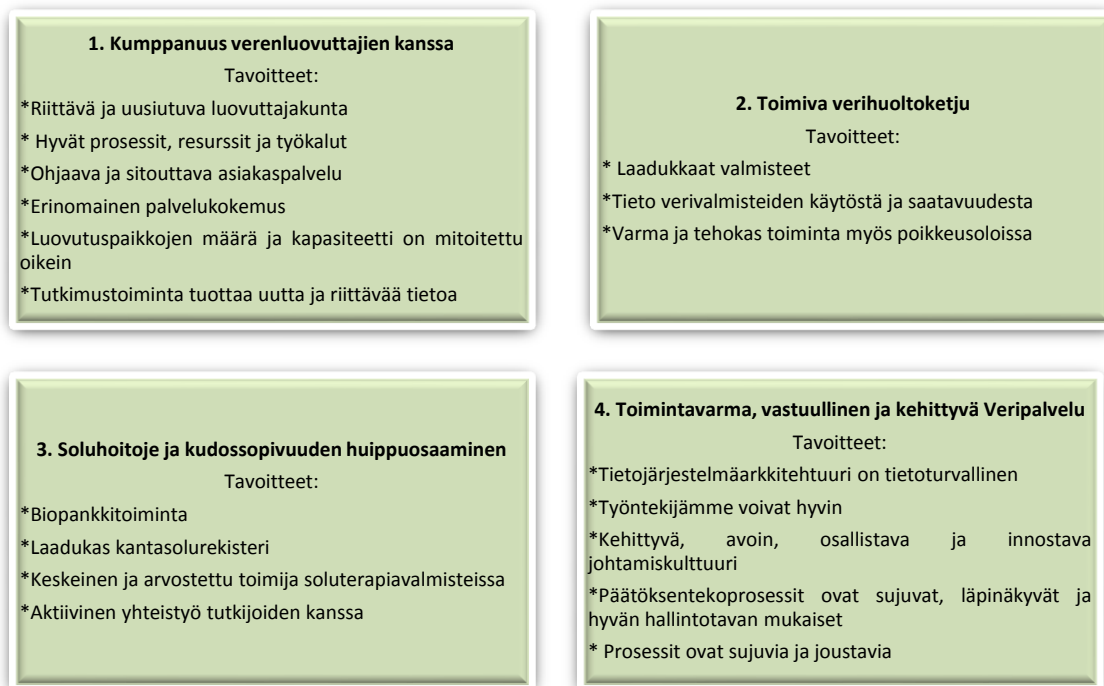 1. Kumppanuus verenluovuttajien kanssa
Tavoitteet:
*Riittävä ja uusiutuva luovuttajakunta
* Hyvät prosessit, resurssit ja työkalut
*Ohjaava ja sitouttava asiakaspalvelu
*Erinomainen palvelukokemus
*Luovutuspaikkojen määrä ja kapasiteetti on mitoitettu
oikein
*Tutkimustoiminta tuottaa uutta ja riittävää tietoa
2. Toimiva verihuoltoketju
Tavoitteet:
* Laadukkaat valmisteet
*Tieto verivalmisteiden käytöstä ja saatavuudesta
*Varma ja tehokas toiminta myös poikkeusoloissa
3. Soluhoitoje ja kudossopivuuden huippuosaaminen
Tavoitteet:
*Biopankkitoiminta
*Laadukas kantasolurekisteri
*Keskeinen ja arvostettu toimija soluterapiavalmisteissa
*Aktiivinen yhteistyö tutkijoiden kanssa
4. Toimintavarma, vastuullinen ja kehittyvä Veripalvelu
Tavoitteet:
*Tietojärjestelmäarkkitehtuuri on tietoturvallinen
*Työntekijämme voivat hyvin
*Kehittyvä, avoin, osallistava ja innostava
johtamiskulttuuri
*Päätöksentekoprosessit ovat sujuvat, läpinäkyvät ja
hyvän hallintotavan mukaiset
* Prosessit ovat sujuvia ja joustavia